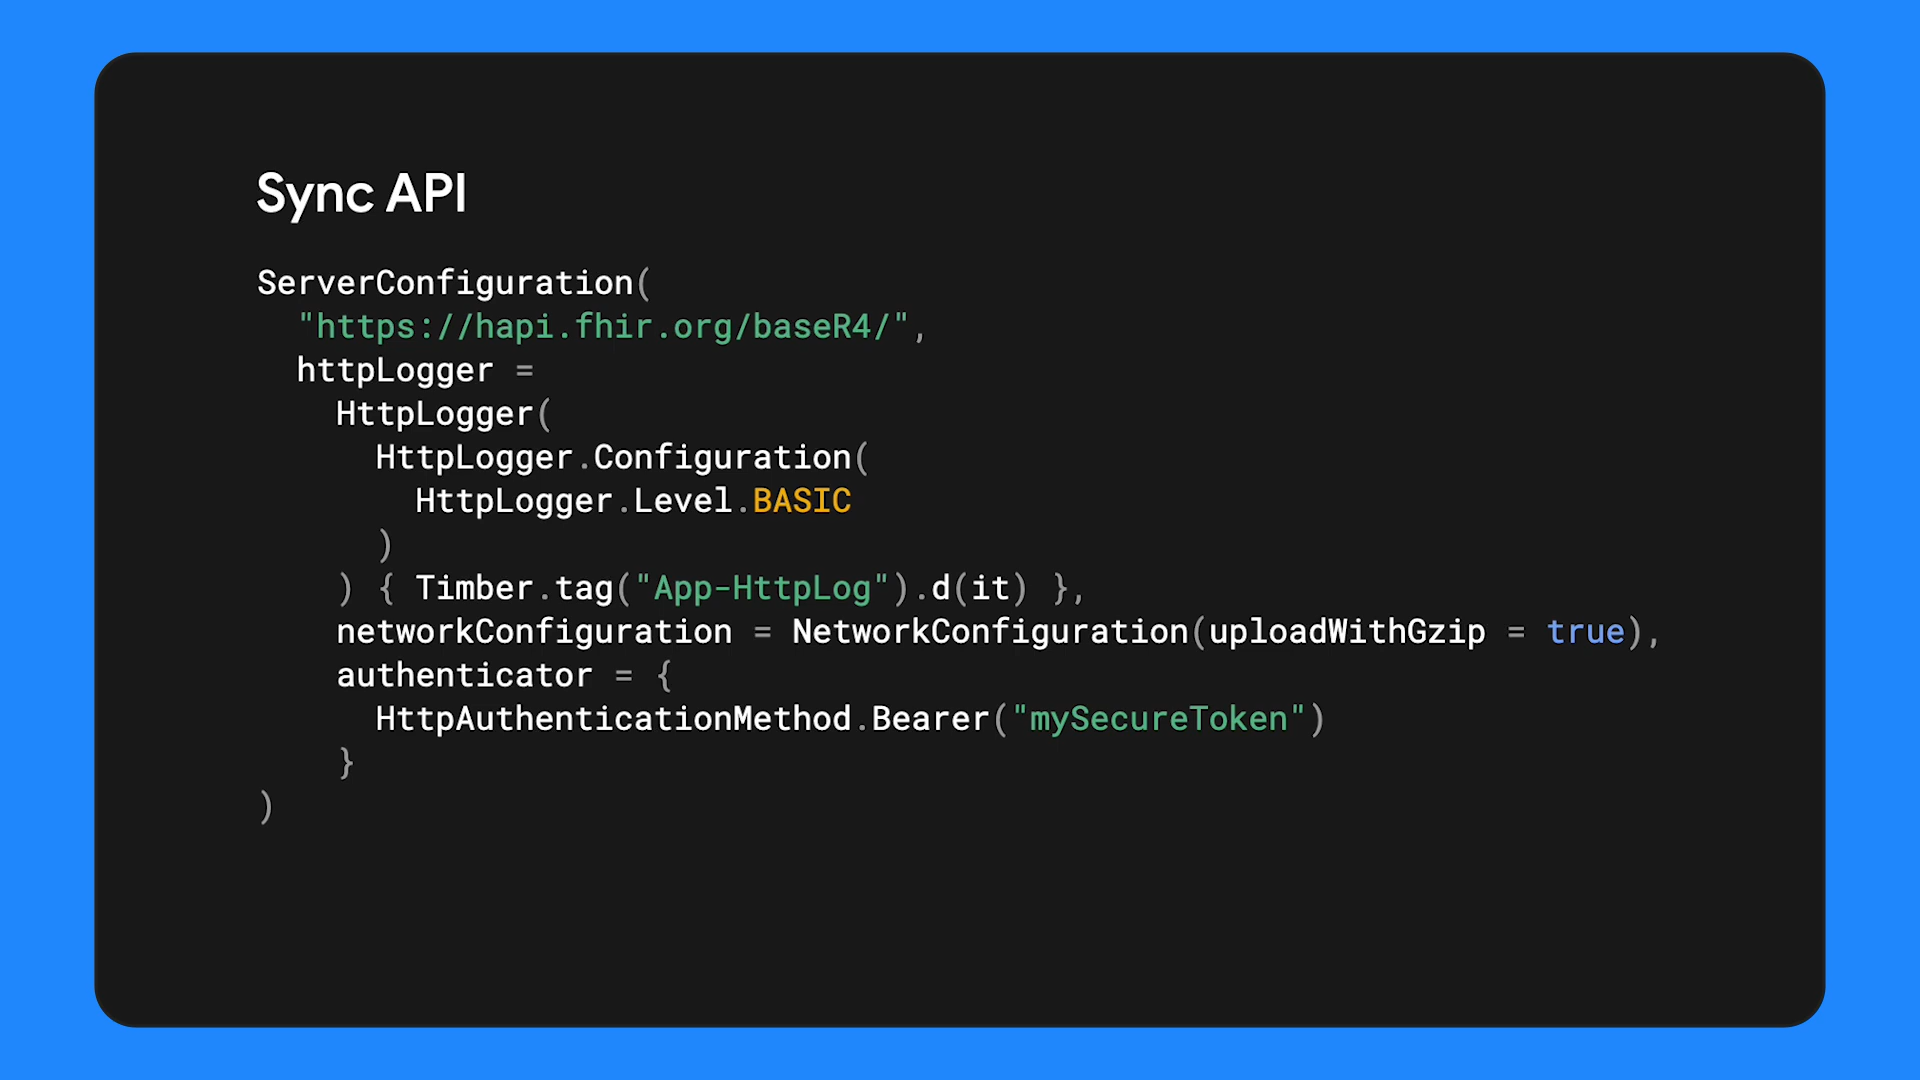 Sync API
ServerConfiguration(
"https://hapi.fhir.org/baseR4/",
httpLogger =
HttpLogger(
HttpLogger.Configuration(
HttpLogger.Level.BASIC
)
) { Timber.tag("App-HttpLog").d(it) },
networkConfiguration = NetworkConfiguration(uploadWithGzip = true),
authenticator = {
HttpAuthenticationMethod.Bearer("mySecureToken")
}
)